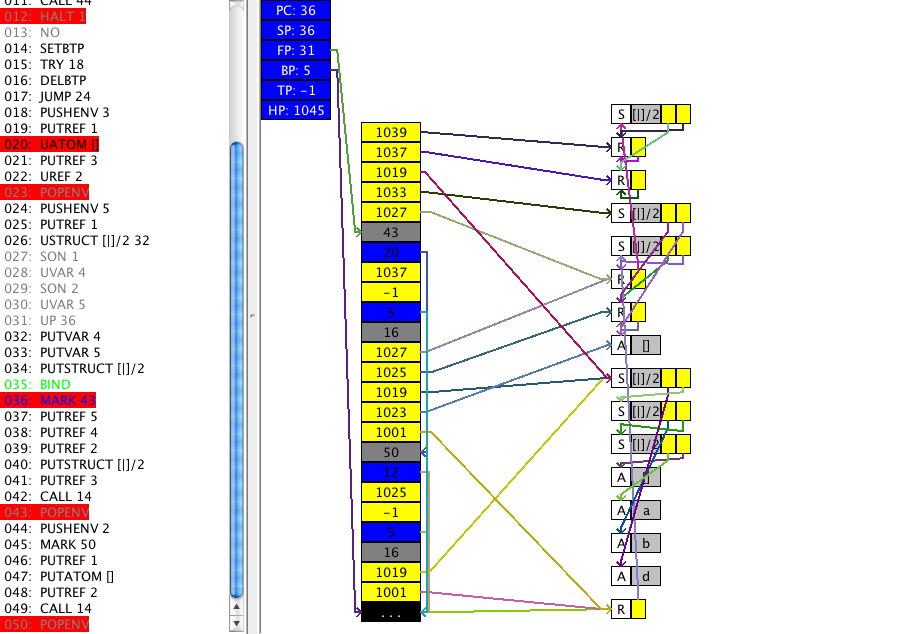 011: CALL 44
012: HALT 1
013: NO
014: SETBTP
015: TRY 18
016: DELBTP
017: JUMP 24
018: PUSHENV 3
019: PUTREF 1
020: UATOM []
021: PUTREF 3
022: UREF 2
023: POPENV
024: PUSHENV 5
025: PUTREF 1
026: USTRUCT [|]/2 32
027: SON 1
028: UVAR 4
029: SON 2
030: UVAR 5
031: UP 36
032: PUTVAR 4
033: PUTVAR 5
034: PUTSTRUCT [|]/2
035: BIND
036: MARK 43
037: PUTREF 5
038: PUTREF 4
039: PUTREF 2
040: PUTSTRUCT [|]/2
041: PUTREF 3
042: CALL 14
043: POPENV
044: PUSHENV 2
045: MARK 50
046: PUTREF 1
047: PUTATOM []
048: PUTREF 2
049: CALL 14
050: POPENV
PC: 36
SP: 36
FP: 31
BP: 5
TP: -1
HP: 1045
1039
1037
1019
1033
1027
43
20
1037
-1
5
16
1027
1025
1019
1023
1001
50
12
1025
-1
5
16
1019
1001
...
S [|]/2
R
R
S [|]/2
S [|]/2
R
R
A []
S [|]/2
S [|]/2
S [|]/2
A []
A a
A b
A d
R